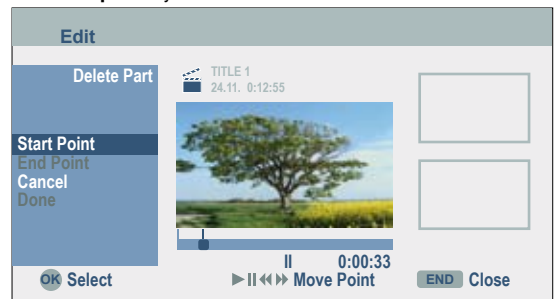 Edit
Delete Part
TITLE 1
24.11. 0:12:55
Start Point
End Point
Cancel
Done
0:00:33
OK Select
Move Point
END Close